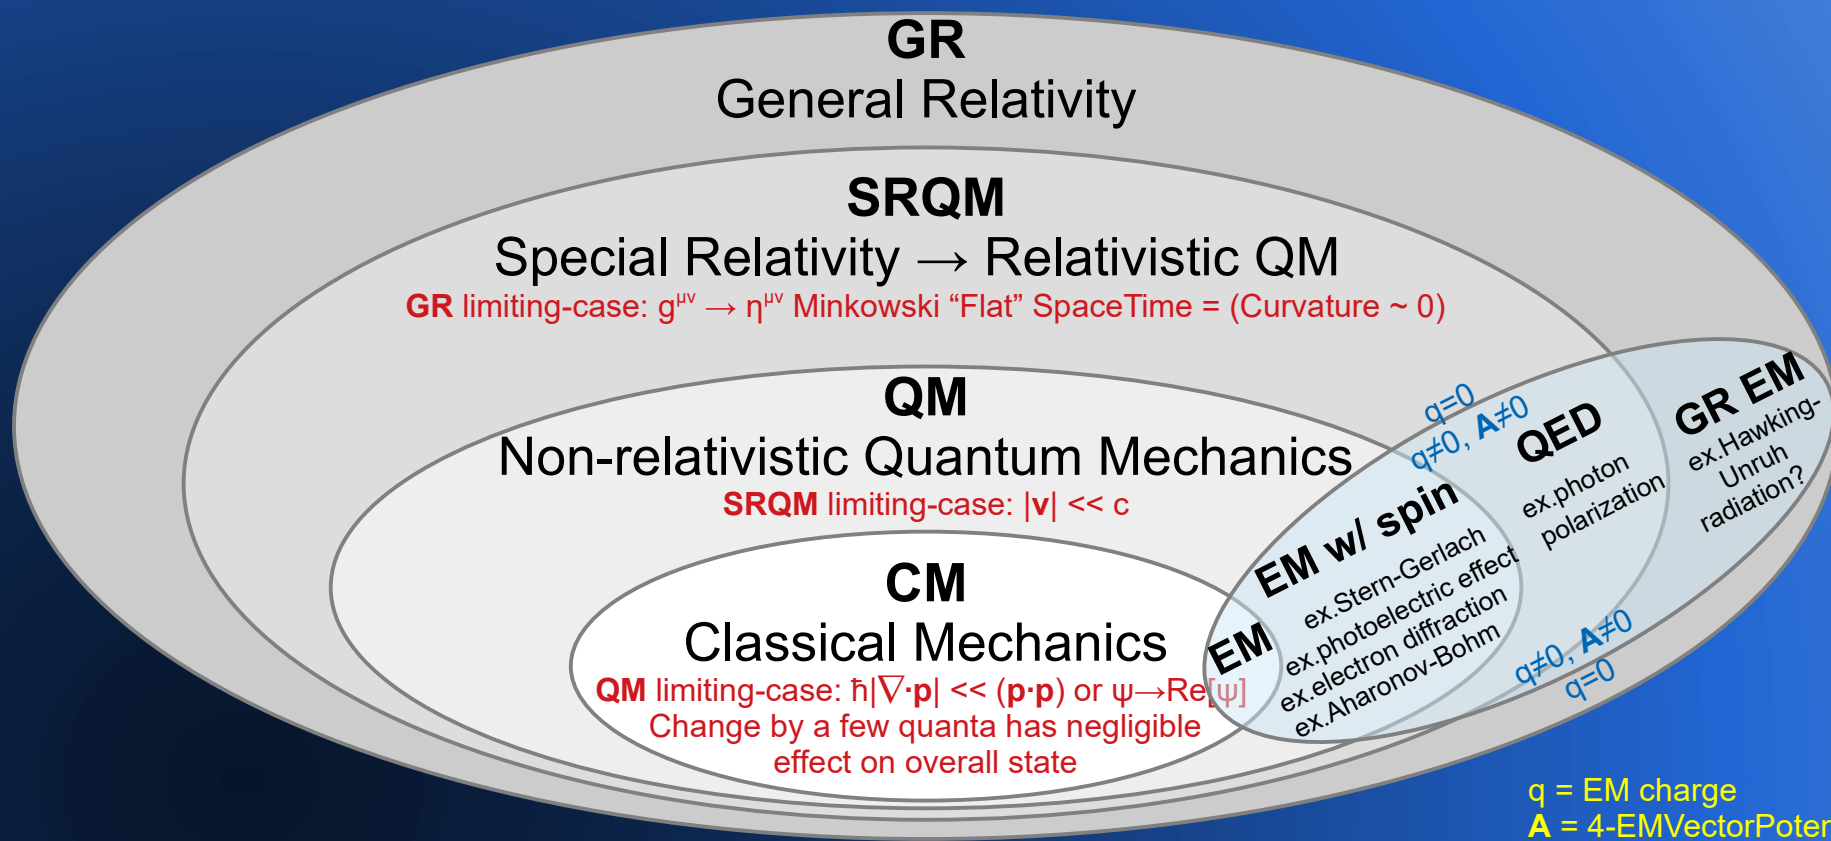 GR
General Relativity
SRQM
Special Relativity → Relativistic QM
GR limiting-case: g^μν → η^μν Minkowski “Flat” SpaceTime = (Curvature ~ 0)
QM
Non-relativistic Quantum Mechanics
SRQM limiting-case: |v| << c
CM
Classical Mechanics
QM limiting-case: ħ|∇·p| << (p·p) or ψ→Re[ψ]
Change by a few quanta has negligible
effect on overall state
EM
EM w/ spin
ex.Stern-Gerlach
ex.photoelectric effect
ex.electron diffraction
ex.Aharonov-Bohm
QED
ex.photon
polarization
GR EM
ex.Hawking-
Unruh
radiation?
q=0
q≠0, A≠0
q≠0, A≠0
q=0
q = EM charge
A = 4-EMVectorPoten